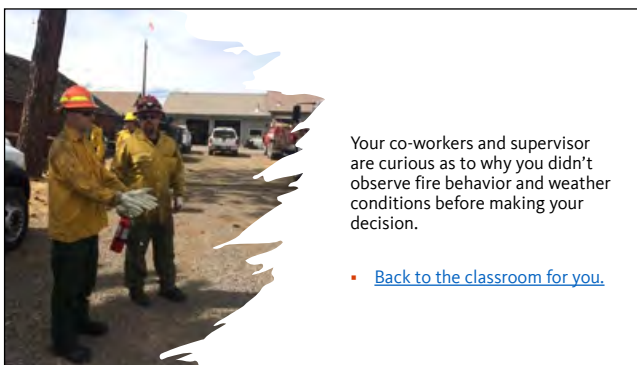 Your co-workers and supervisor
are curious as to why you didn’t
observe fire behavior and weather
conditions before making your
decision.
▪ Back to the classroom for you.